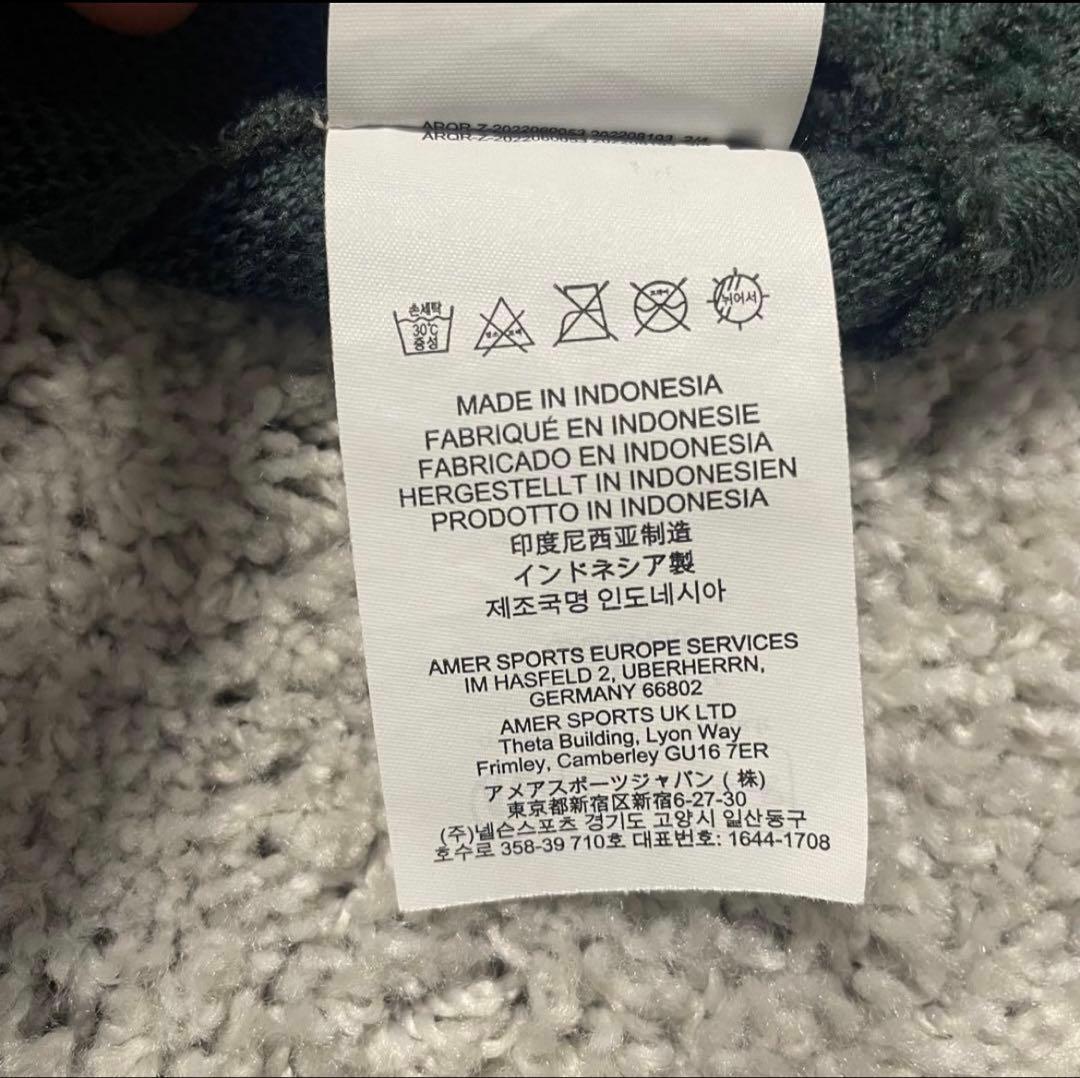 손세탁
30℃
중성
뉘어서
MADE IN INDONESIA
FABRIQUÉ EN INDONESIE
FABRICADO EN INDONESIA
HERGESTELLT IN INDONESIEN
PRODOTTO IN INDONESIA
印度尼西亚制造
インドネシア製
제조국명 인도네시아
AMER SPORTS EUROPE SERVICES
IM HASFELD 2, UBERHERRN,
GERMANY 66802
AMER SPORTS UK LTD
Theta Building, Lyon Way
Frimley, Camberley GU16 7ER
アメアスポーツジャパン (株)
東京都新宿区新宿6-27-30
(주)넬슨스포츠 경기도 고양시 일산동구
호수로 358-39 710호 대표번호: 1644-1708